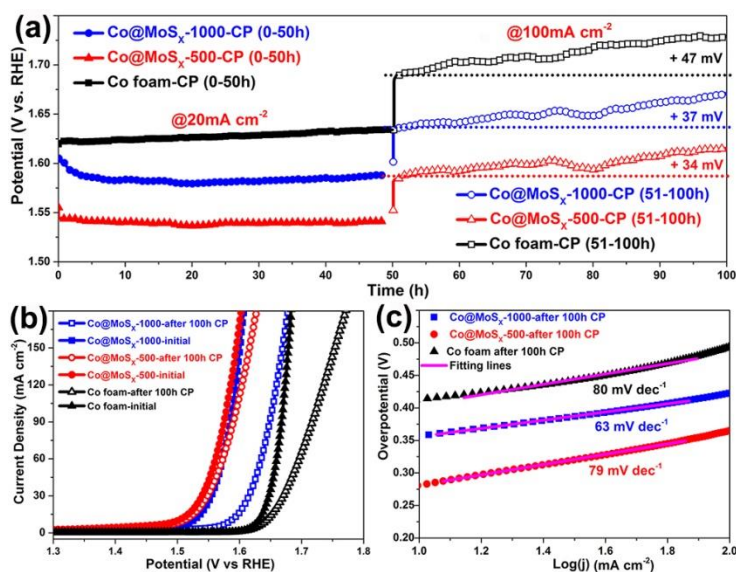 (a)
Co@MoSX-1000-CP (0-50h)
Co@MoSX-500-CP (0-50h)
Co foam-CP (0-50h)
@20mA cm-2
@100mA cm-2
+ 47 mV
+ 37 mV
+ 34 mV
Co@MoSX-1000-CP (51-100h)
Co@MoSX-500-CP (51-100h)
Co foam-CP (51-100h)
Potential (V vs. RHE)
1.70
1.65
1.60
1.55
1.50
0 10 20 30 40 50 60 70 80 90 100
Time (h)
(b)
Co@MoSX-1000-after 100h CP
Co@MoSX-1000-initial
Co@MoSX-500-after 100h CP
Co@MoSX-500-initial
Co foam-after 100h CP
Co foam-initial
Current Density (mA cm-2)
150
120
90
60
30
0
1.3 1.4 1.5 1.6 1.7 1.8
Potential (V vs RHE)
(c)
Co@MoSX-1000-after 100h CP
Co@MoSX-500-after 100h CP
Co foam after 100h CP
Fitting lines
80 mV dec-1
63 mV dec-1
79 mV dec-1
Overpotential (V)
0.50
0.45
0.40
0.35
0.30
0.25
0.20
1.0 1.2 1.4 1.6 1.8 2.0
Log(j) (mA cm-2)